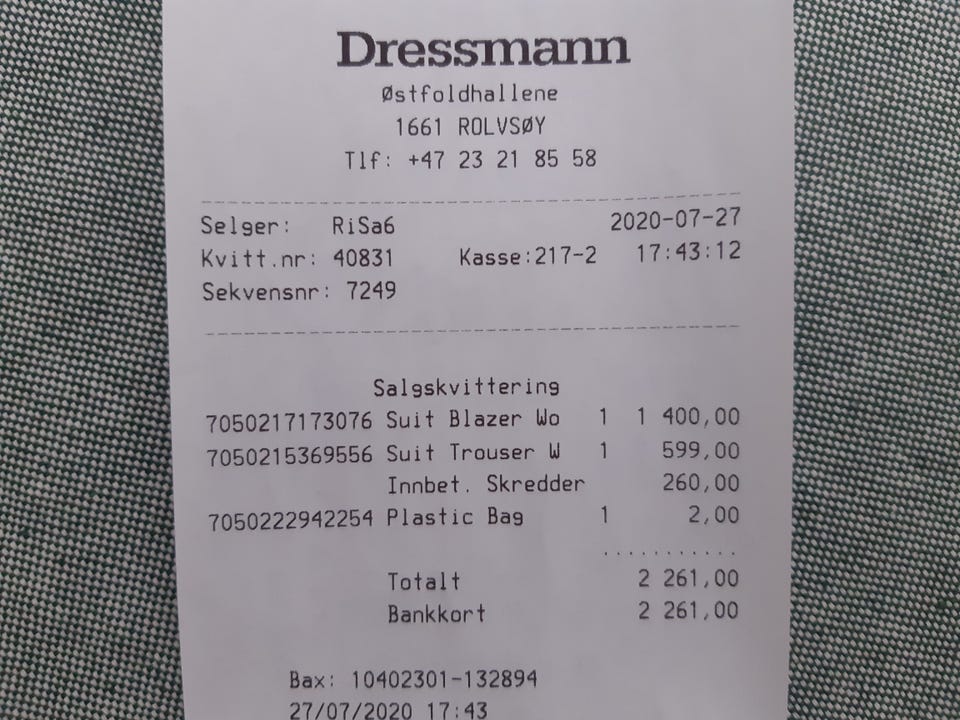 Dressmann
Østfoldhallene
1661 ROLVSØY
Tlf: +47 23 21 85 58
Selger: RiSa6 2020-07-27
Kvitt.nr: 40831 Kasse:217-2 17:43:12
Sekvensnr: 7249
Salgskvittering
7050217173076 Suit Blazer Wo 1 1 400,00
7050215369556 Suit Trouser W 1 599,00
Innbet. Skredder 260,00
7050222942254 Plastic Bag 1 2,00
Totalt 2 261,00
Bankkort 2 261,00
Bax: 10402301-132894
27/07/2020 17:43